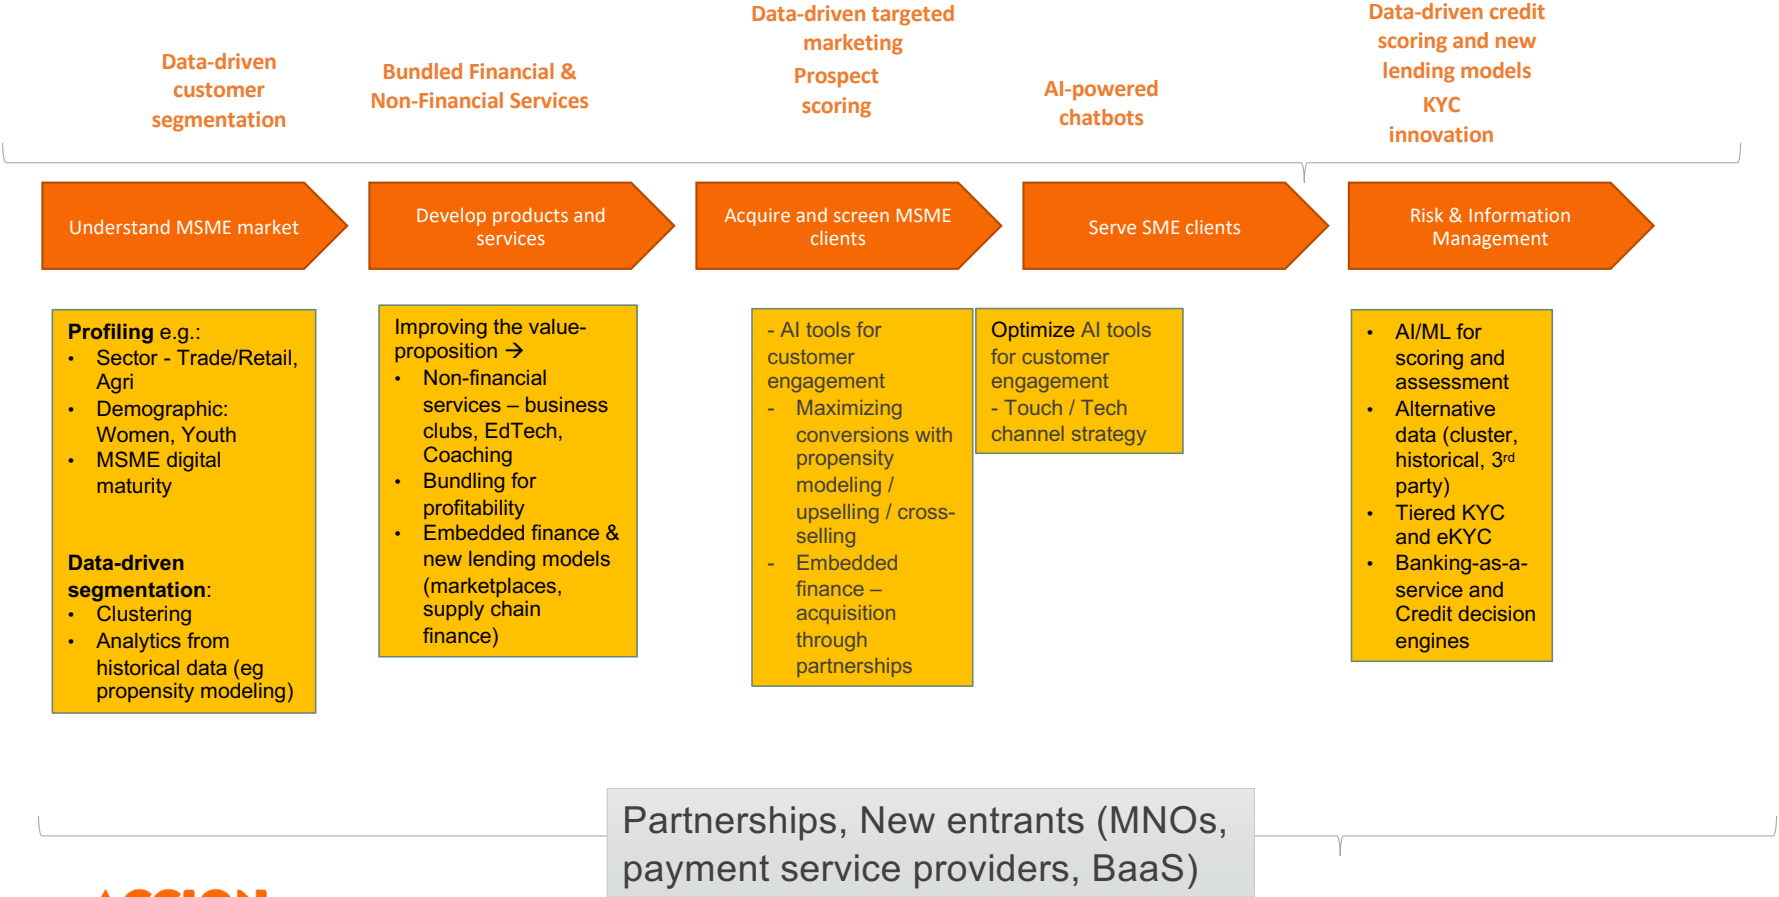 Data-driven
customer
segmentation
Bundled Financial &
Non-Financial Services
Data-driven targeted
marketing
Prospect
scoring
AI-powered
chatbots
Data-driven credit
scoring and new
lending models
KYC
innovation
Understand MSME market
Develop products and
services
Acquire and screen MSME
clients
Serve SME clients
Risk & Information
Management
Profiling e.g.:
• Sector - Trade/Retail,
Agri
• Demographic:
Women, Youth
• MSME digital
maturity
Data-driven
segmentation:
• Clustering
• Analytics from
historical data (eg
propensity modeling)
Improving the value-
proposition →
• Non-financial
services – business
clubs, EdTech,
Coaching
• Bundling for
profitability
• Embedded finance &
new lending models
(marketplaces,
supply chain
finance)
- AI tools for
customer
engagement
- Maximizing
conversions with
propensity
modeling /
upselling / cross-
selling
- Embedded
finance –
acquisition
through
partnerships
Optimize AI tools
for customer
engagement
- Touch / Tech
channel strategy
• AI/ML for
scoring and
assessment
• Alternative
data (cluster,
historical, 3rd
party)
• Tiered KYC
and eKYC
• Banking-as-a-
service and
Credit decision
engines
Partnerships, New entrants (MNOs,
payment service providers, BaaS)
ACCION